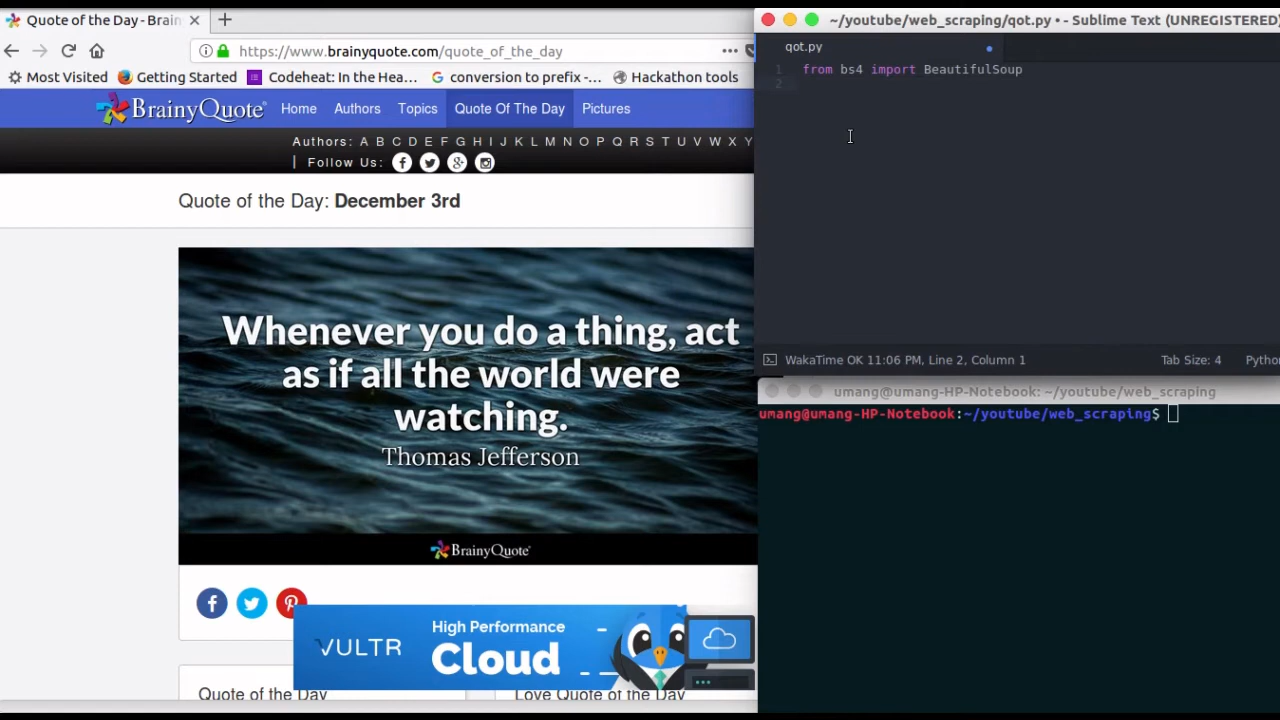 Quote of the Day - Brain
https://www.brainyquote.com/quote_of_the_day
Most Visited Getting Started Codeheat: In the Hea… conversion to prefix -… Hackathon tools
BrainyQuote Home Authors Topics Quote Of The Day Pictures
Authors: A B C D E F G H I J K L M N O P Q R S T U V W X Y
| Follow Us:
Quote of the Day: December 3rd
Whenever you do a thing, act
as if all the world were
watching.
Thomas Jefferson
BrainyQuote
VULTR
High Performance
Cloud
Quote of the Day
Love Quote of the Day
~/youtube/web_scraping/qot.py • - Sublime Text (UNREGISTERED)
qot.py
1 from bs4 import BeautifulSoup
2
WakaTime OK 11:06 PM, Line 2, Column 1 Tab Size: 4 Pytho
umang@umang-HP-Notebook: ~/youtube/web_scraping
umang@umang-HP-Notebook:~/youtube/web_scraping$